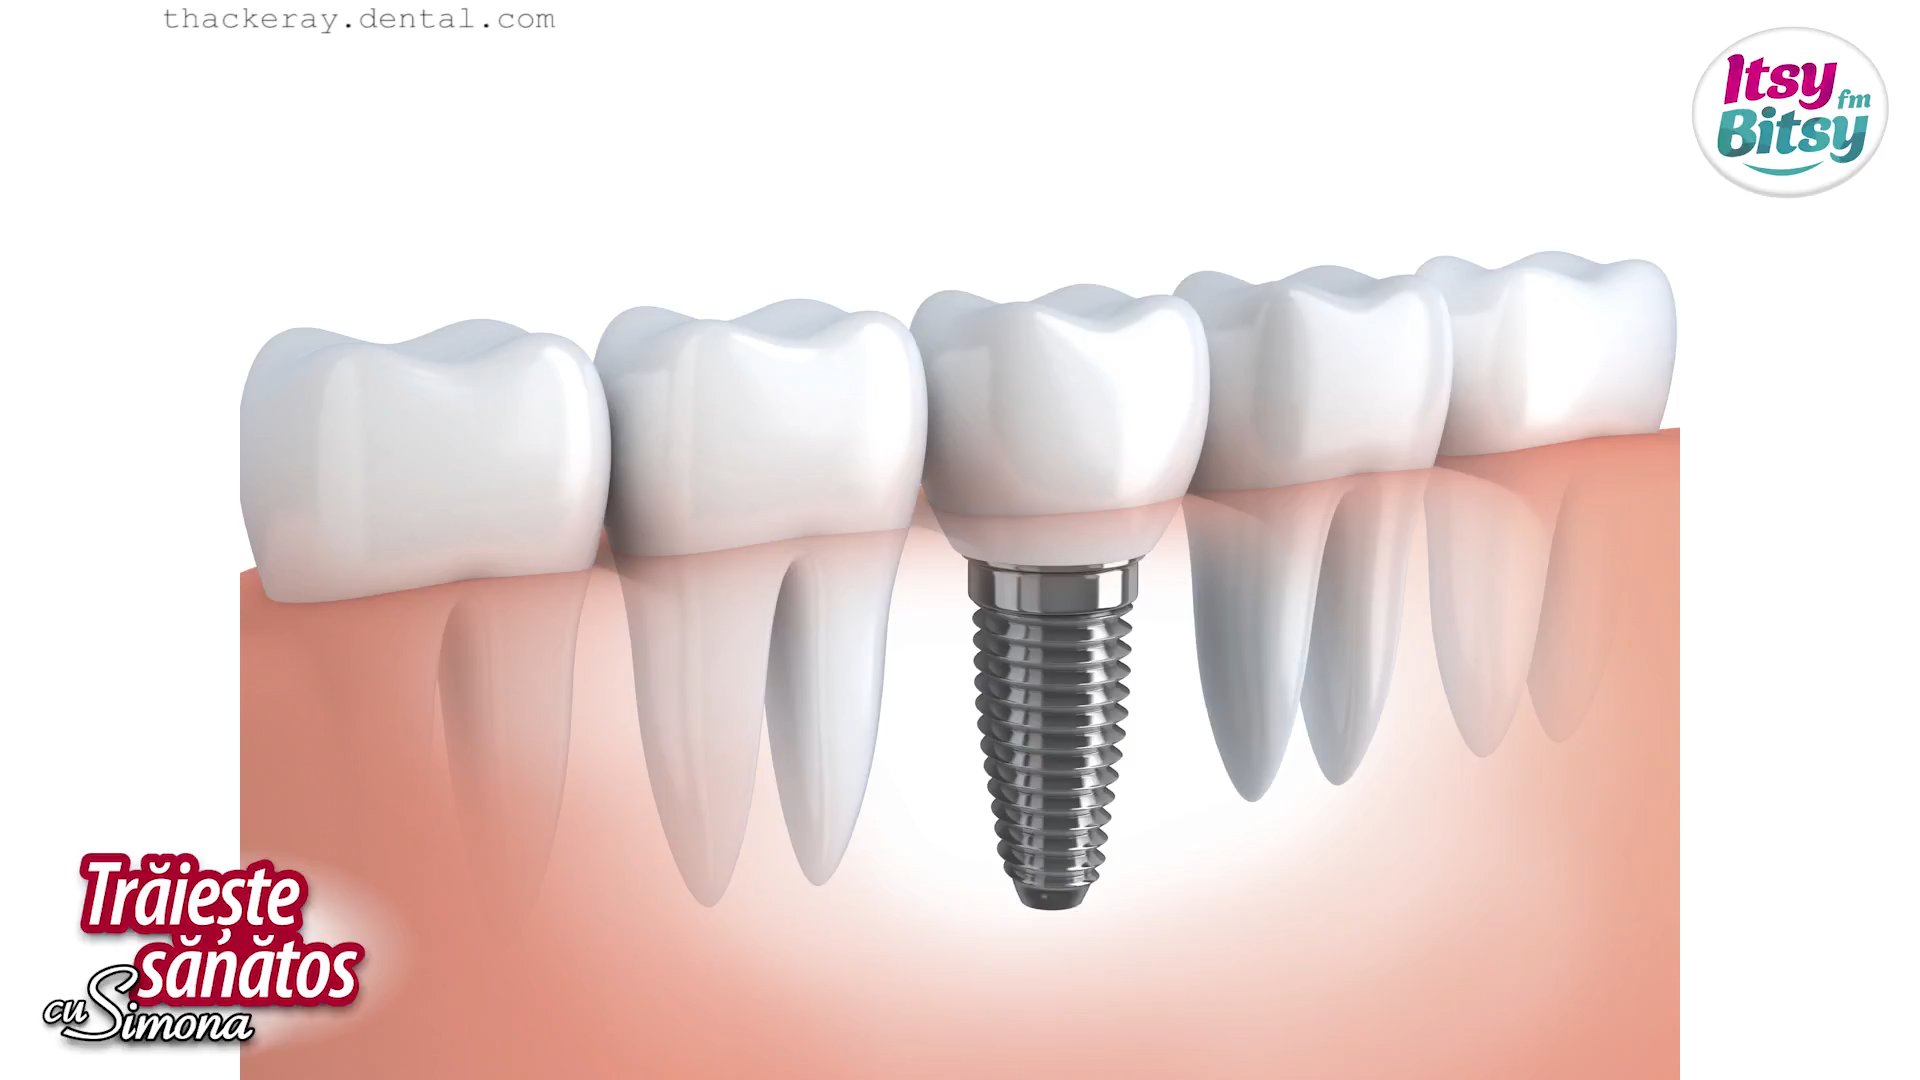 thackeray.dental.com
Itsy
fm
Bitsy
Trăiește
sănătos
cu Simona